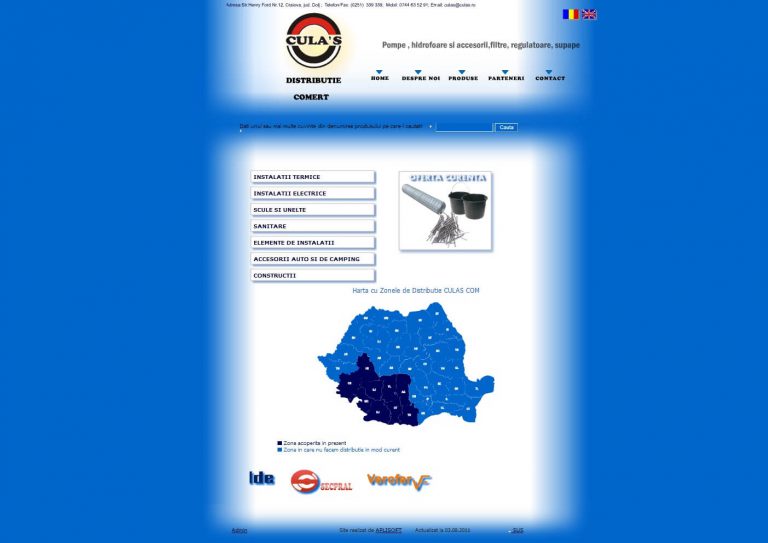 Adresa:Str.Henry Ford Nr.12, Craiova, jud. Dolj ; Telefon/Fax: (0251) 359 339; Mobil: 0744 63 52 91; Email: culas@culas.ro
CULA'S
DISTRIBUTIE
COMERT
Pompe , hidrofoare si accesorii,filtre, regulatoare, supape
HOME DESPRE NOI PRODUSE PARTENERI CONTACT
Dati unul sau mai multe cuvinte din denumirea produsului pe care-l cautati!
Cauta
INSTALATII TERMICE
INSTALATII ELECTRICE
SCULE SI UNELTE
SANITARE
ELEMENTE DE INSTALATII
ACCESORII AUTO SI DE CAMPING
CONSTRUCTII
OFERTA CURENTA
Harta cu Zonele de Distributie CULAS COM
Zona acoperita in prezent
Zona in care nu facem distributie in mod curent
SECPRAL
Admin Site realizat de APLISOFT Actualizat la 03.08.2011 SUS